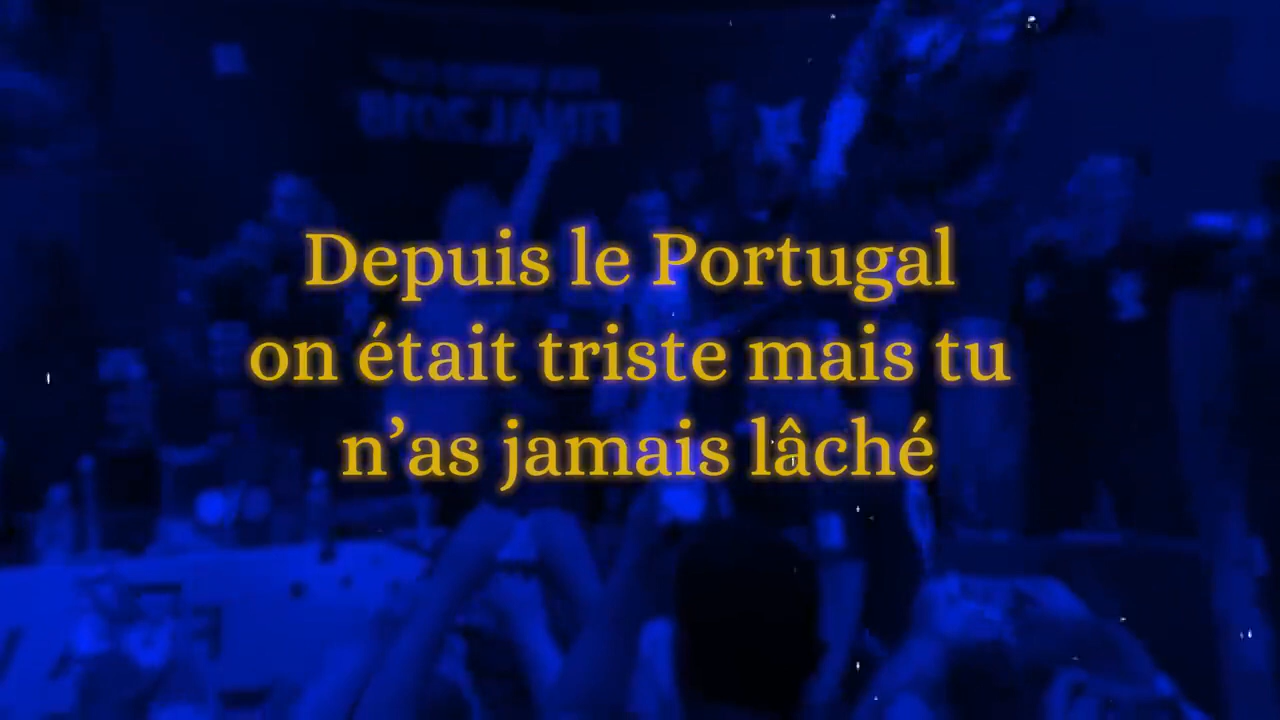 Depuis le Portugal
on était triste mais tu
n’as jamais lâché